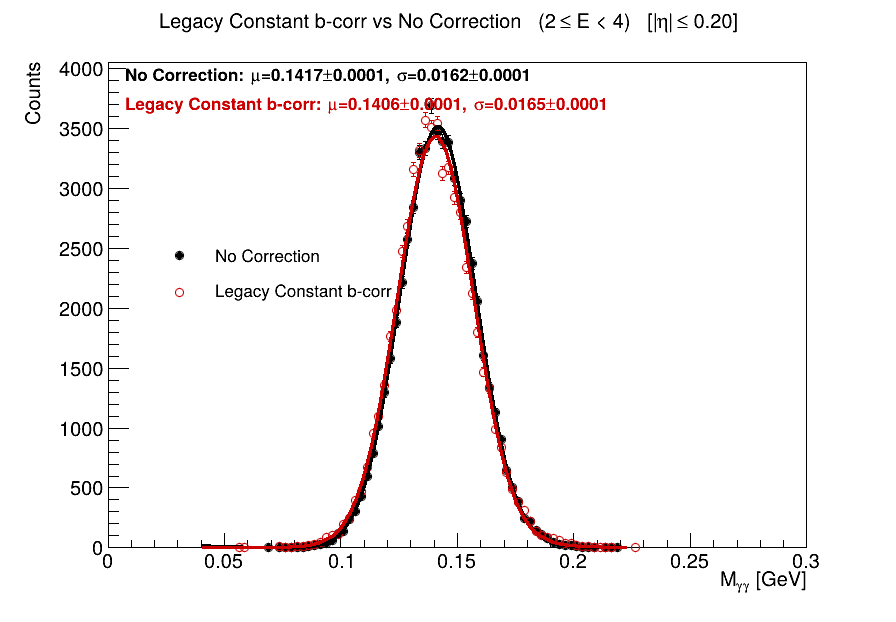 Legacy Constant b-corr vs No Correction (2 ≤ E < 4) [|η| ≤ 0.20]
Counts
4000
3500
3000
2500
2000
1500
1000
500
0
No Correction: μ=0.1417±0.0001, σ=0.0162±0.0001
Legacy Constant b-corr: μ=0.1406±0.0001, σ=0.0165±0.0001
No Correction
Legacy Constant b-corr
0 0.05 0.1 0.15 0.2 0.25 0.3
Mγγ [GeV]